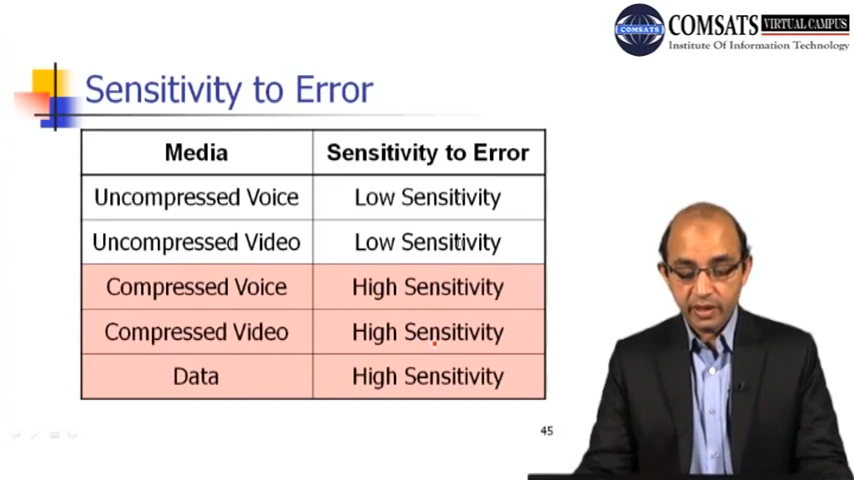 COMSATS
COMSATS VIRTUAL CAMPUS
Institute Of Information Technology
Sensitivity to Error
Media Sensitivity to Error
Uncompressed Voice Low Sensitivity
Uncompressed Video Low Sensitivity
Compressed Voice High Sensitivity
Compressed Video High Sensitivity
Data High Sensitivity
45